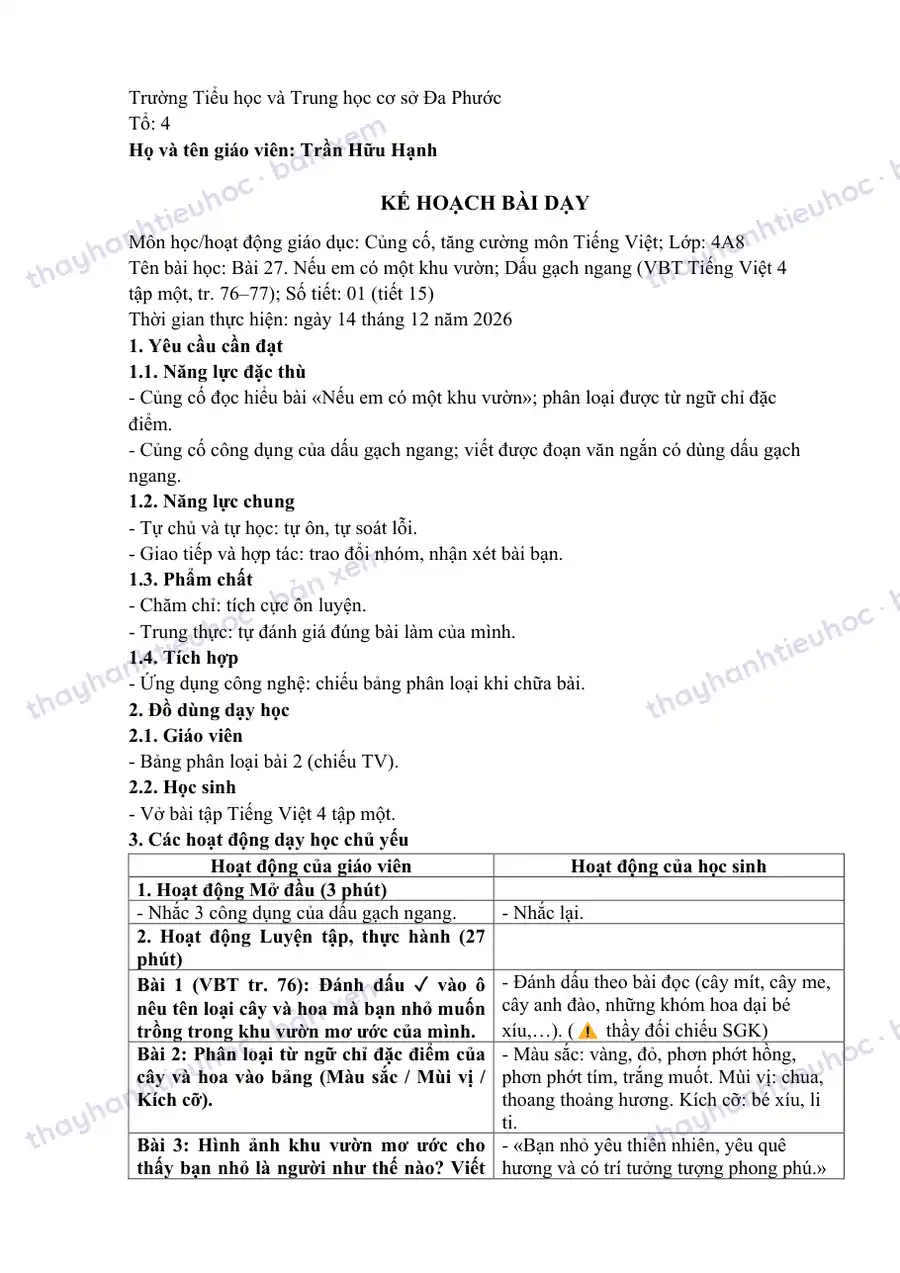 Trường Tiểu học và Trung học cơ sở Đa Phước
Tổ: 4
Họ và tên giáo viên: Trần Hữu Hạnh
KẾ HOẠCH BÀI DẠY
Môn học/hoạt động giáo dục: Củng cố, tăng cường môn Tiếng Việt; Lớp: 4A8
Tên bài học: Bài 27. Nếu em có một khu vườn; Dấu gạch ngang (VBT Tiếng Việt 4
tập một, tr. 76–77); Số tiết: 01 (tiết 15)
Thời gian thực hiện: ngày 14 tháng 12 năm 2026
1. Yêu cầu cần đạt
1.1. Năng lực đặc thù
- Củng cố đọc hiểu bài «Nếu em có một khu vườn»; phân loại được từ ngữ chỉ đặc
điểm.
- Củng cố công dụng của dấu gạch ngang; viết được đoạn văn ngắn có dùng dấu gạch
ngang.
1.2. Năng lực chung
- Tự chủ và tự học: tự ôn, tự soát lỗi.
- Giao tiếp và hợp tác: trao đổi nhóm, nhận xét bài bạn.
1.3. Phẩm chất
- Chăm chỉ: tích cực ôn luyện.
- Trung thực: tự đánh giá đúng bài làm của mình.
1.4. Tích hợp
- Ứng dụng công nghệ: chiếu bảng phân loại khi chữa bài.
2. Đồ dùng dạy học
2.1. Giáo viên
- Bảng phân loại bài 2 (chiếu TV).
2.2. Học sinh
- Vở bài tập Tiếng Việt 4 tập một.
3. Các hoạt động dạy học chủ yếu
Hoạt động của giáo viên
Hoạt động của học sinh
1. Hoạt động Mở đầu (3 phút)
- Nhắc 3 công dụng của dấu gạch ngang.
- Nhắc lại.
2. Hoạt động Luyện tập, thực hành (27
phút)
Bài 1 (VBT tr. 76): Đánh dấu ✓ vào ô
nêu tên loại cây và hoa mà bạn nhỏ muốn
trồng trong khu vườn mơ ước của mình.
- Đánh dấu theo bài đọc (cây mít, cây me,
cây anh đào, những khóm hoa dại bé
xíu,…). (⚠️ thầy đối chiếu SGK)
Bài 2: Phân loại từ ngữ chỉ đặc điểm của
cây và hoa vào bảng (Màu sắc / Mùi vị /
Kích cỡ).
- Màu sắc: vàng, đỏ, phơn phớt hồng,
phơn phớt tím, trắng muốt. Mùi vị: chua,
thoang thoảng hương. Kích cỡ: bé xíu, li
ti.
Bài 3: Hình ảnh khu vườn mơ ước cho
thấy bạn nhỏ là người như thế nào? Viết
- «Bạn nhỏ yêu thiên nhiên, yêu quê
hương và có trí tưởng tượng phong phú.»
thayhanhtieuhoc · bản xem
thayhanhtieuhoc · b
thayhanhtieuhoc · bản xem
thayhanhtieuhoc · b
thayhanhtieuhoc · bản xem
thayhanhtieuhoc · b